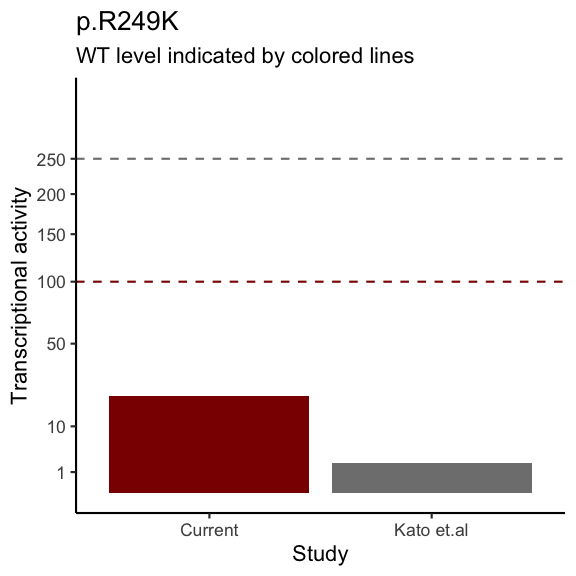 p.R249K
WT level indicated by colored lines
Transcriptional activity
250
200
150
100
50
10
1
Current
Kato et.al
Study